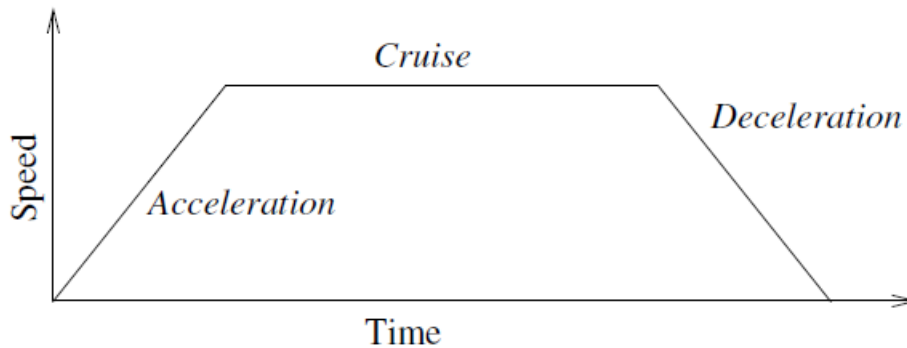 Cruise
Deceleration
Speed
Acceleration
Time